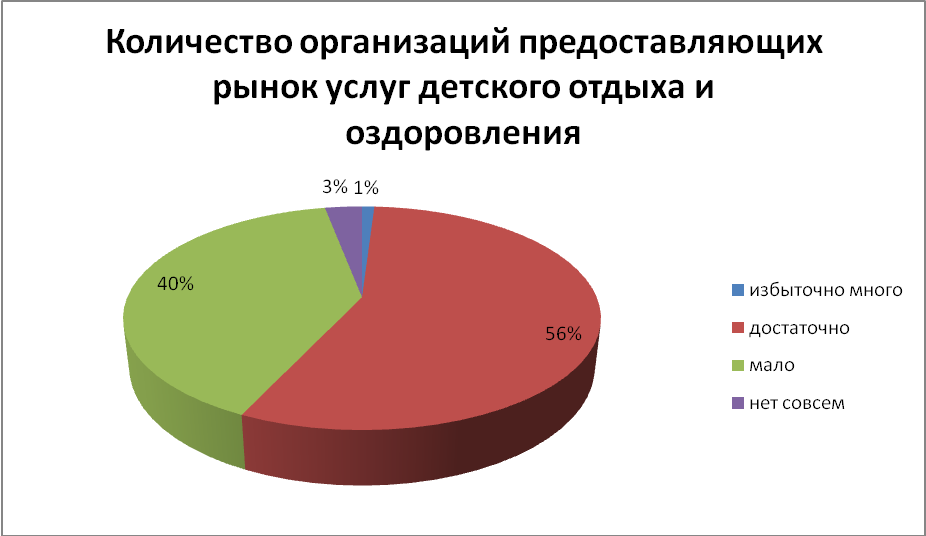 Количество организаций предоставляющих
рынок услуг детского отдыха и
оздоровления
3% 1%
40%
56%
избыточно много
достаточно
мало
нет совсем